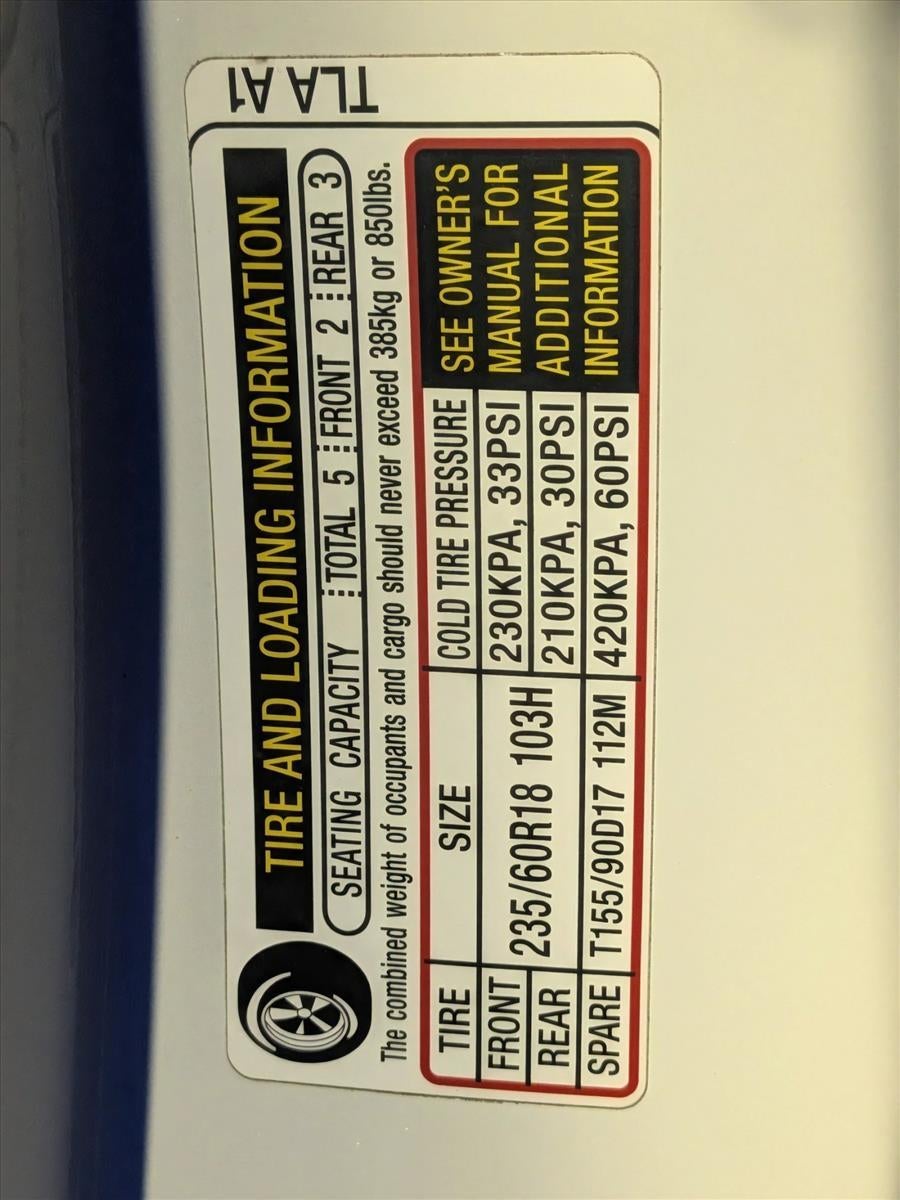 TLA A1
TIRE AND LOADING INFORMATION
SEATING CAPACITY TOTAL 5 FRONT 2 REAR 3
The combined weight of occupants and cargo should never exceed 385kg or 850lbs.
TIRE SIZE COLD TIRE PRESSURE
FRONT 235/60R18 103H 230KPA, 33PSI
REAR 210KPA, 30PSI
SPARE T155/90D17 112M 420KPA, 60PSI
SEE OWNER'S
MANUAL FOR
ADDITIONAL
INFORMATION